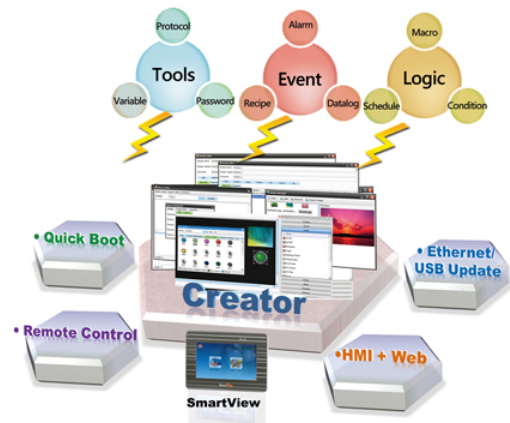 Protocol
Tools
Variable
Password
Alarm
Event
Recipe
Datalog
Macro
Logic
Schedule
Condition
• Quick Boot
• Ethernet/
USB Update
Creator
• Remote Control
•HMI + Web
SmartView